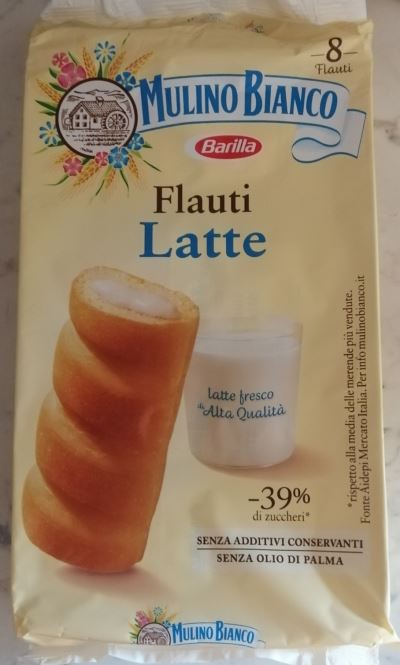 8
Flauti
MULINO BIANCO
Barilla
Flauti
Latte
latte fresco
di Alta Qualità
-39%
di zuccheri*
SENZA ADDITIVI CONSERVANTI
SENZA OLIO DI PALMA
*rispetto alla media delle merende più vendute.
Fonte Aidepi Mercato Italia. Per info mulinobianco.it
MULINO BIANCO